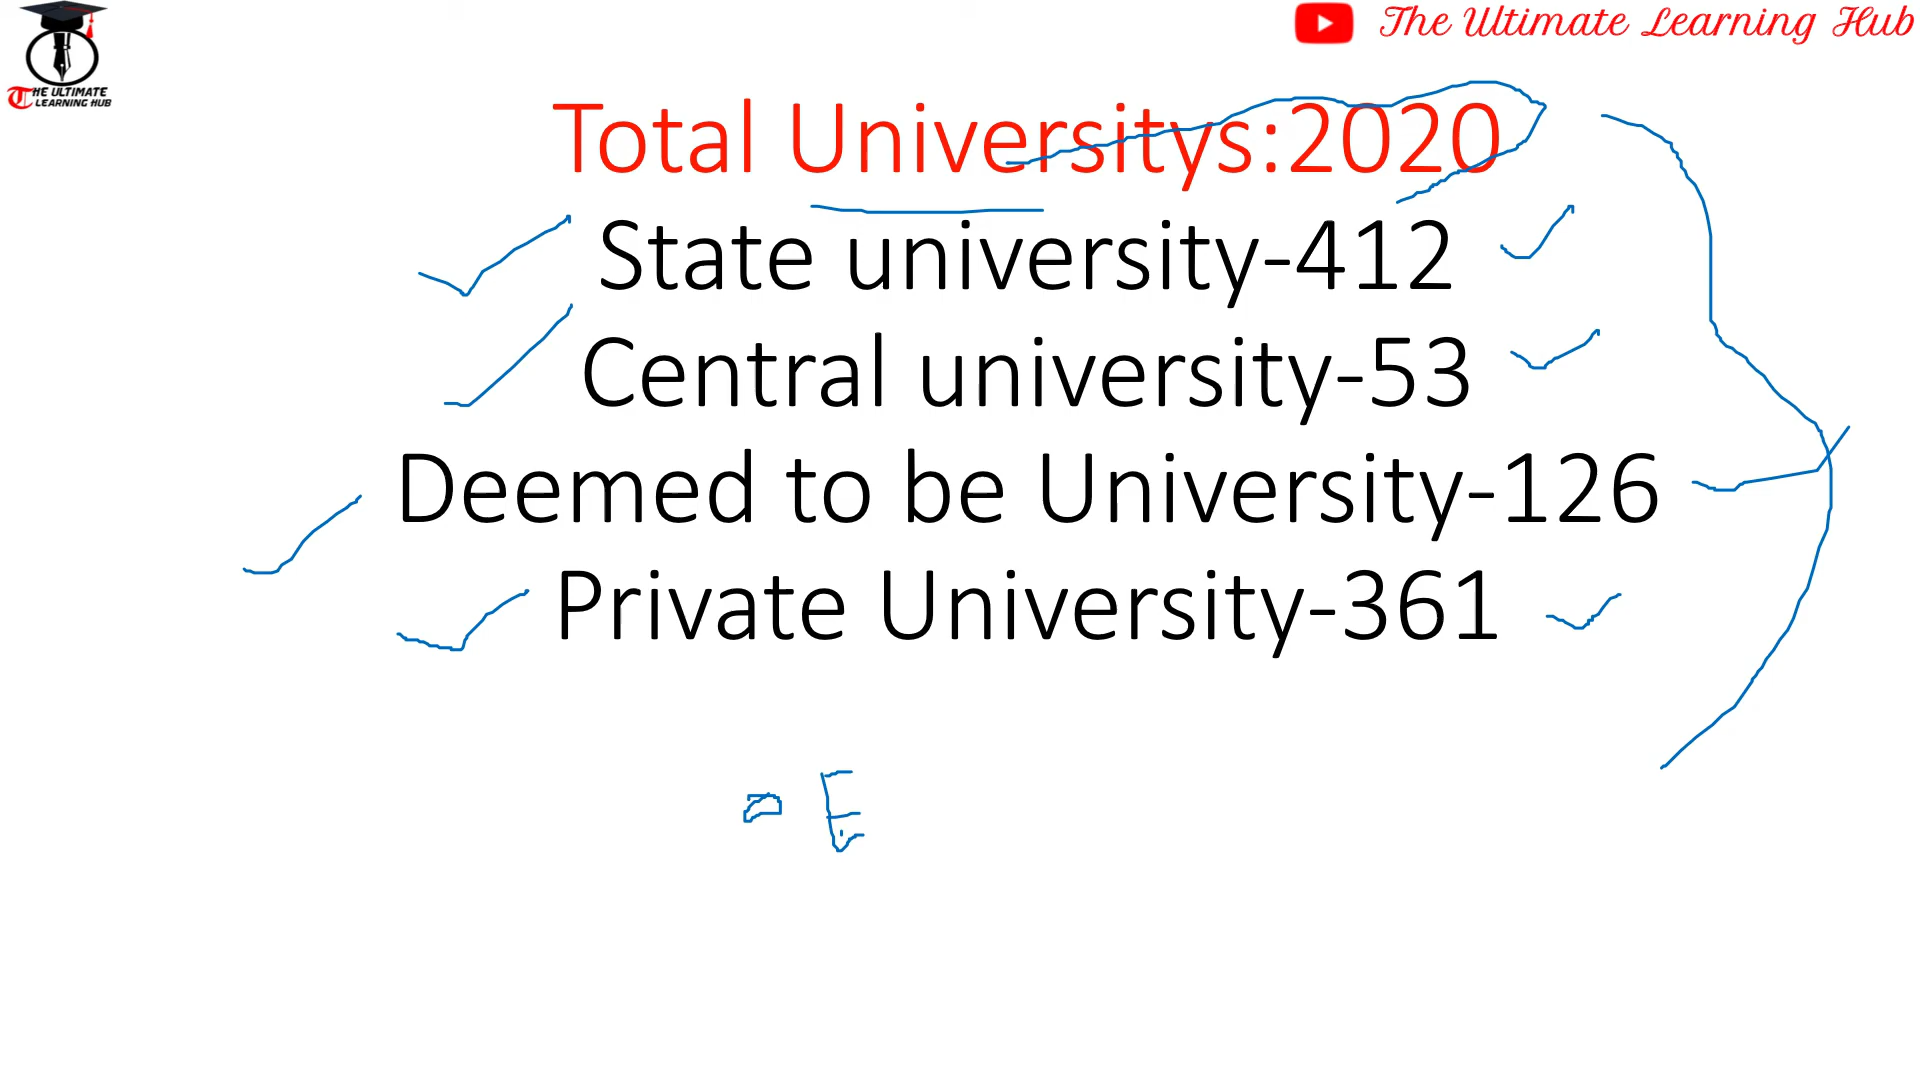 The Ultimate Learning Hub
THE ULTIMATE
LEARNING HUB
Total Universitys:2020
State university-412
Central university-53
Deemed to be University-126
Private University-361